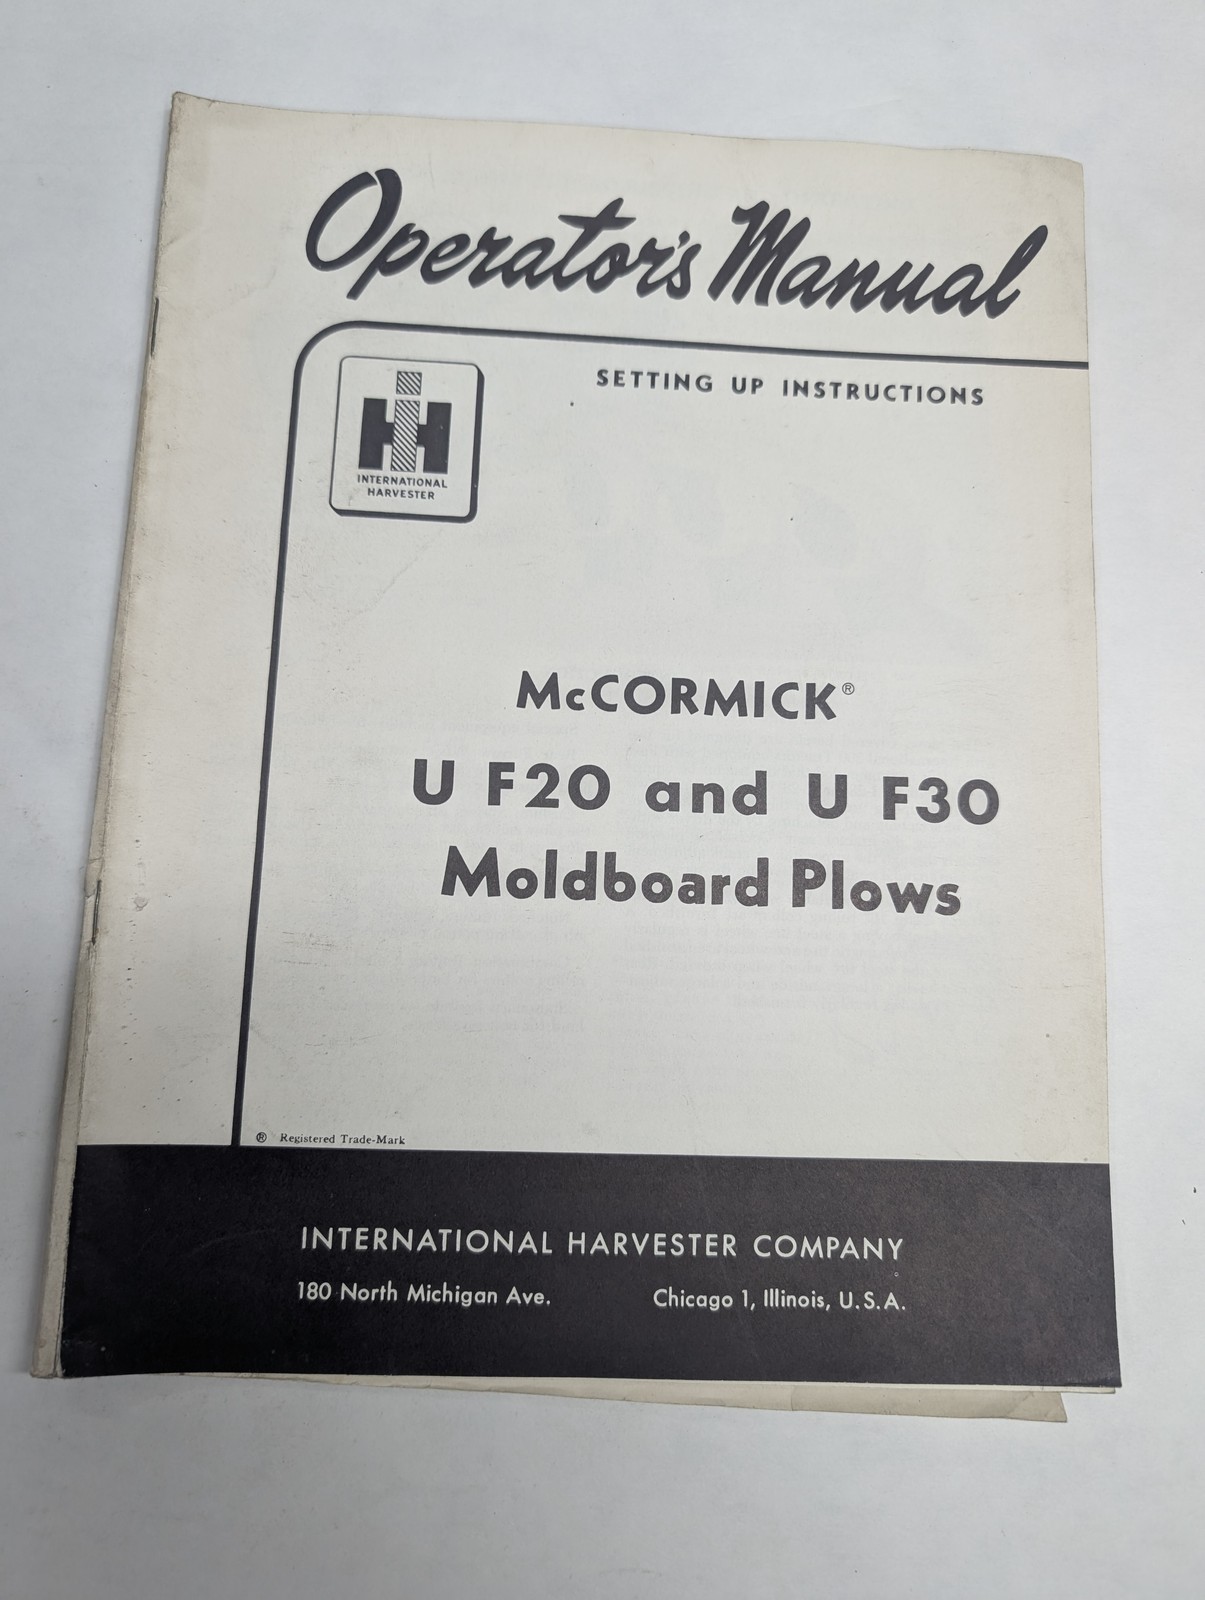 Operator's Manual
SETTING UP INSTRUCTIONS
IH
INTERNATIONAL
HARVESTER
McCORMICK®
U F20 and U F30
Moldboard Plows
® Registered Trade-Mark
INTERNATIONAL HARVESTER COMPANY
180 North Michigan Ave. Chicago 1, Illinois, U.S.A.